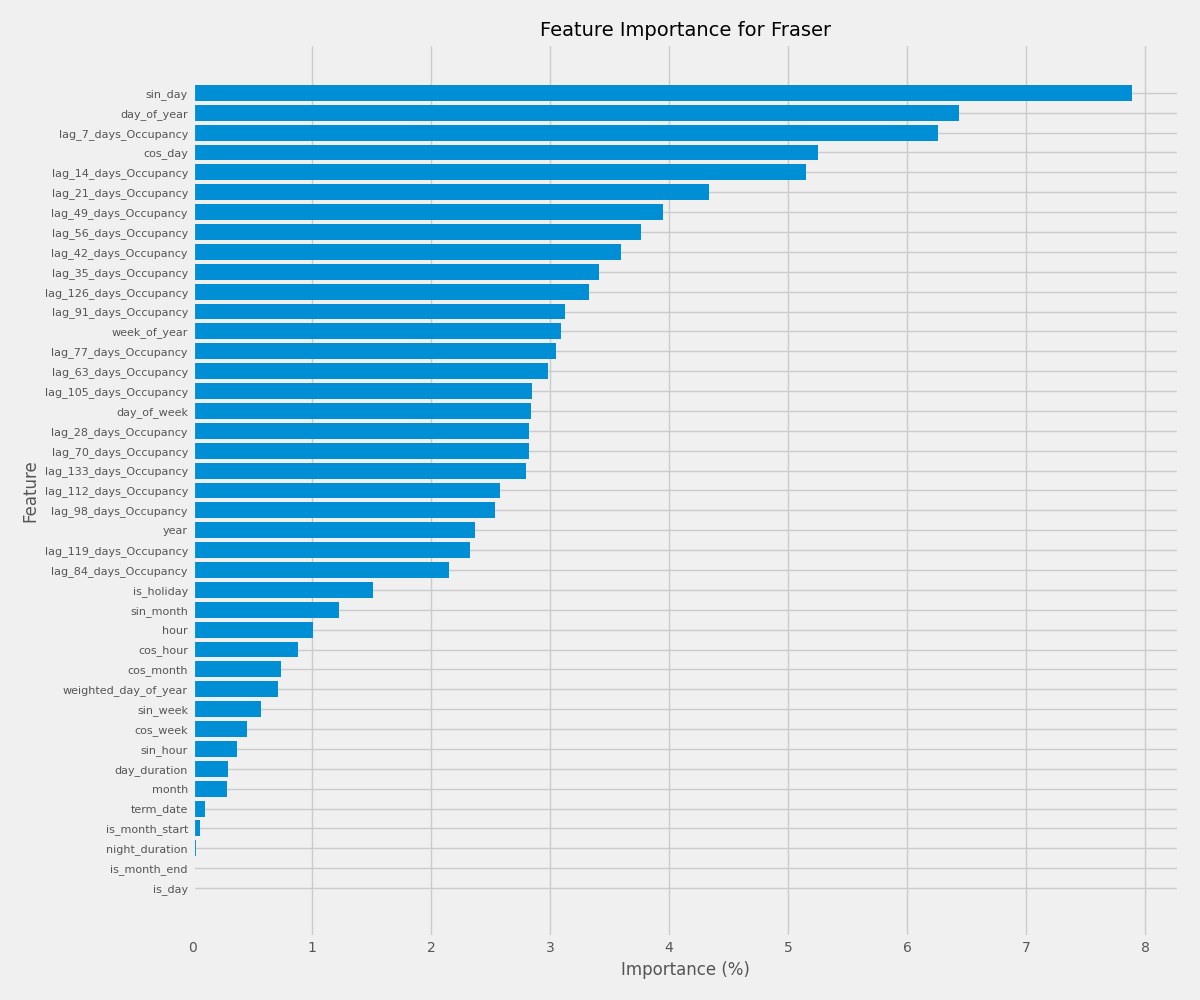 Feature Importance for Fraser
Feature
sin_day
day_of_year
lag_7_days_Occupancy
cos_day
lag_14_days_Occupancy
lag_21_days_Occupancy
lag_49_days_Occupancy
lag_56_days_Occupancy
lag_42_days_Occupancy
lag_35_days_Occupancy
lag_126_days_Occupancy
lag_91_days_Occupancy
week_of_year
lag_77_days_Occupancy
lag_63_days_Occupancy
lag_105_days_Occupancy
day_of_week
lag_28_days_Occupancy
lag_70_days_Occupancy
lag_133_days_Occupancy
lag_112_days_Occupancy
lag_98_days_Occupancy
year
lag_119_days_Occupancy
lag_84_days_Occupancy
is_holiday
sin_month
hour
cos_hour
cos_month
weighted_day_of_year
sin_week
cos_week
sin_hour
day_duration
month
term_date
is_month_start
night_duration
is_month_end
is_day
0 1 2 3 4 5 6 7 8
Importance (%)